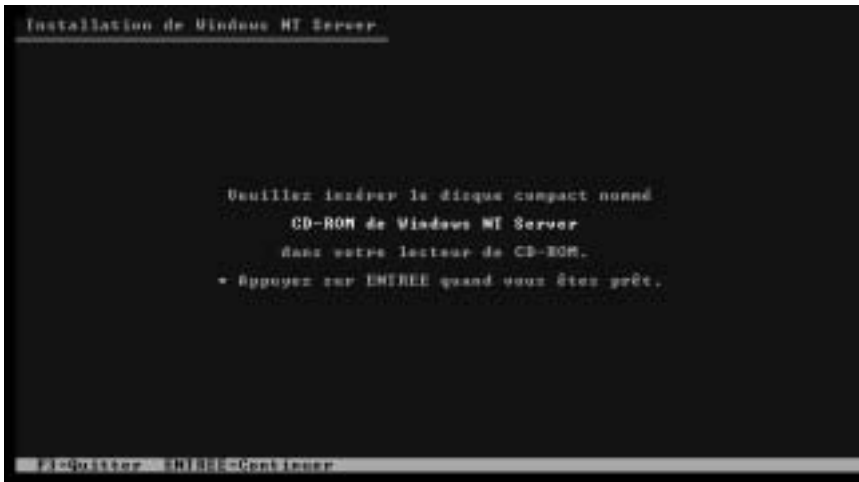 Installation de Windows NT Server
Veuillez insérer le disque compact nommé
CD-ROM de Windows NT Server
dans votre lecteur de CD-ROM.
• Appuyez sur ENTREE quand vous êtes prêt.
F3=Quitter ENTREE=Continuer